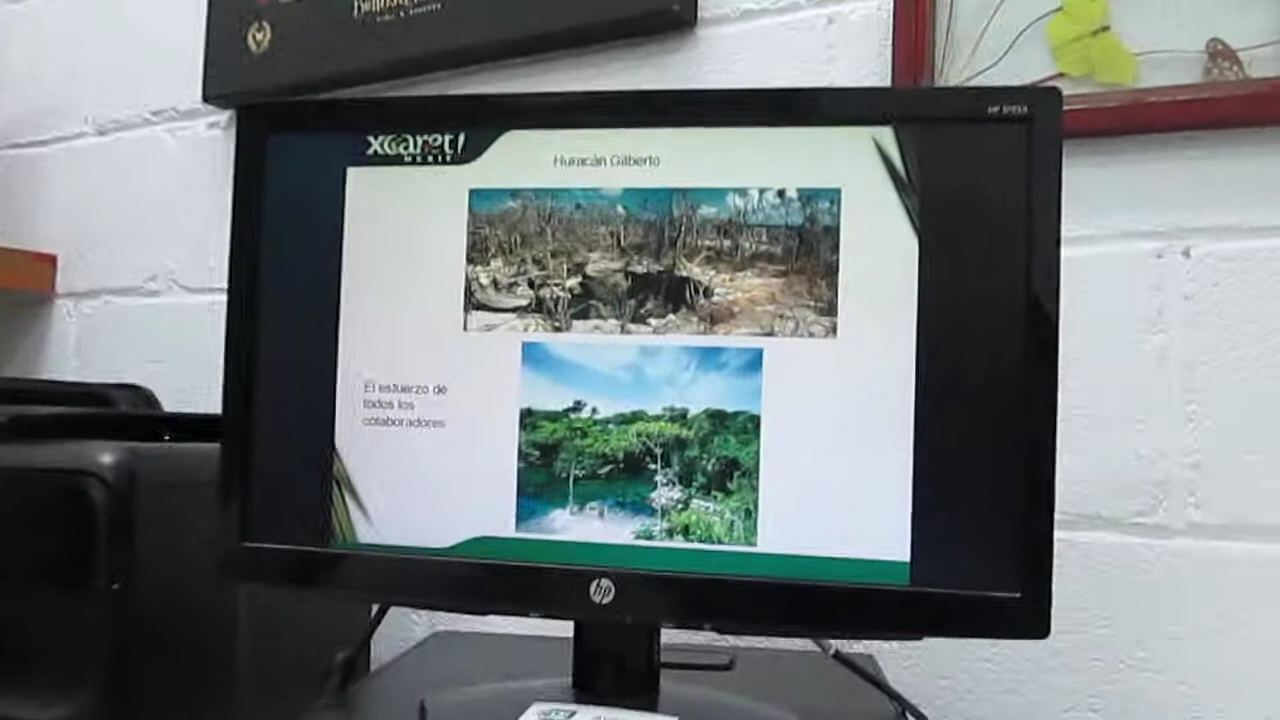 xcaret!
MEXICO
Huracán Gilberto
El esfuerzo de
todos los
colaboradores
hp